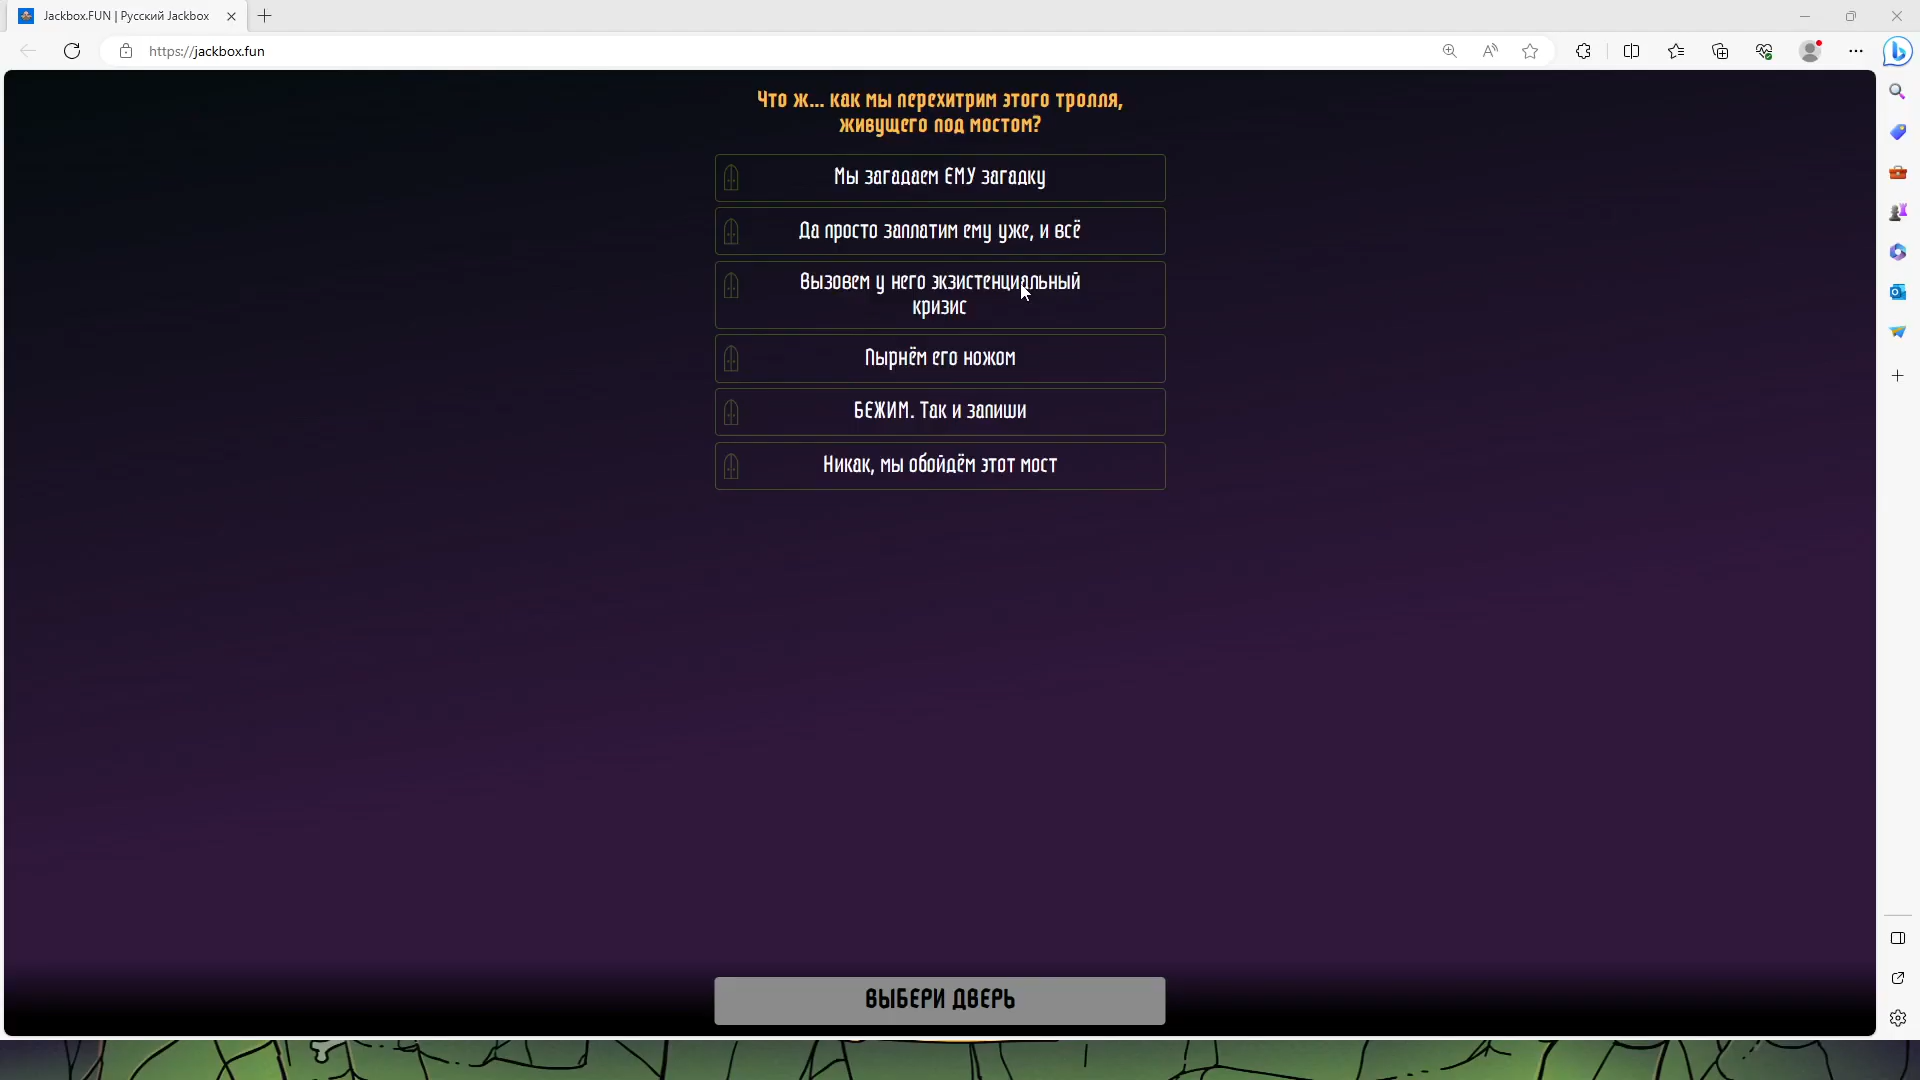 Jackbox.FUN | Русский Jackbox
https://jackbox.fun
Что ж... как мы перехитрим этого тролля,
живущего под мостом?
Мы загадаем ЕМУ загадку
Да просто заплатим ему уже, и всё
Вызовем у него экзистенциальный
кризис
Пырнём его ножом
БЕЖИМ. Так и запиши
Никак, мы обойдём этот мост
ВЫБЕРИ ДВЕРЬ